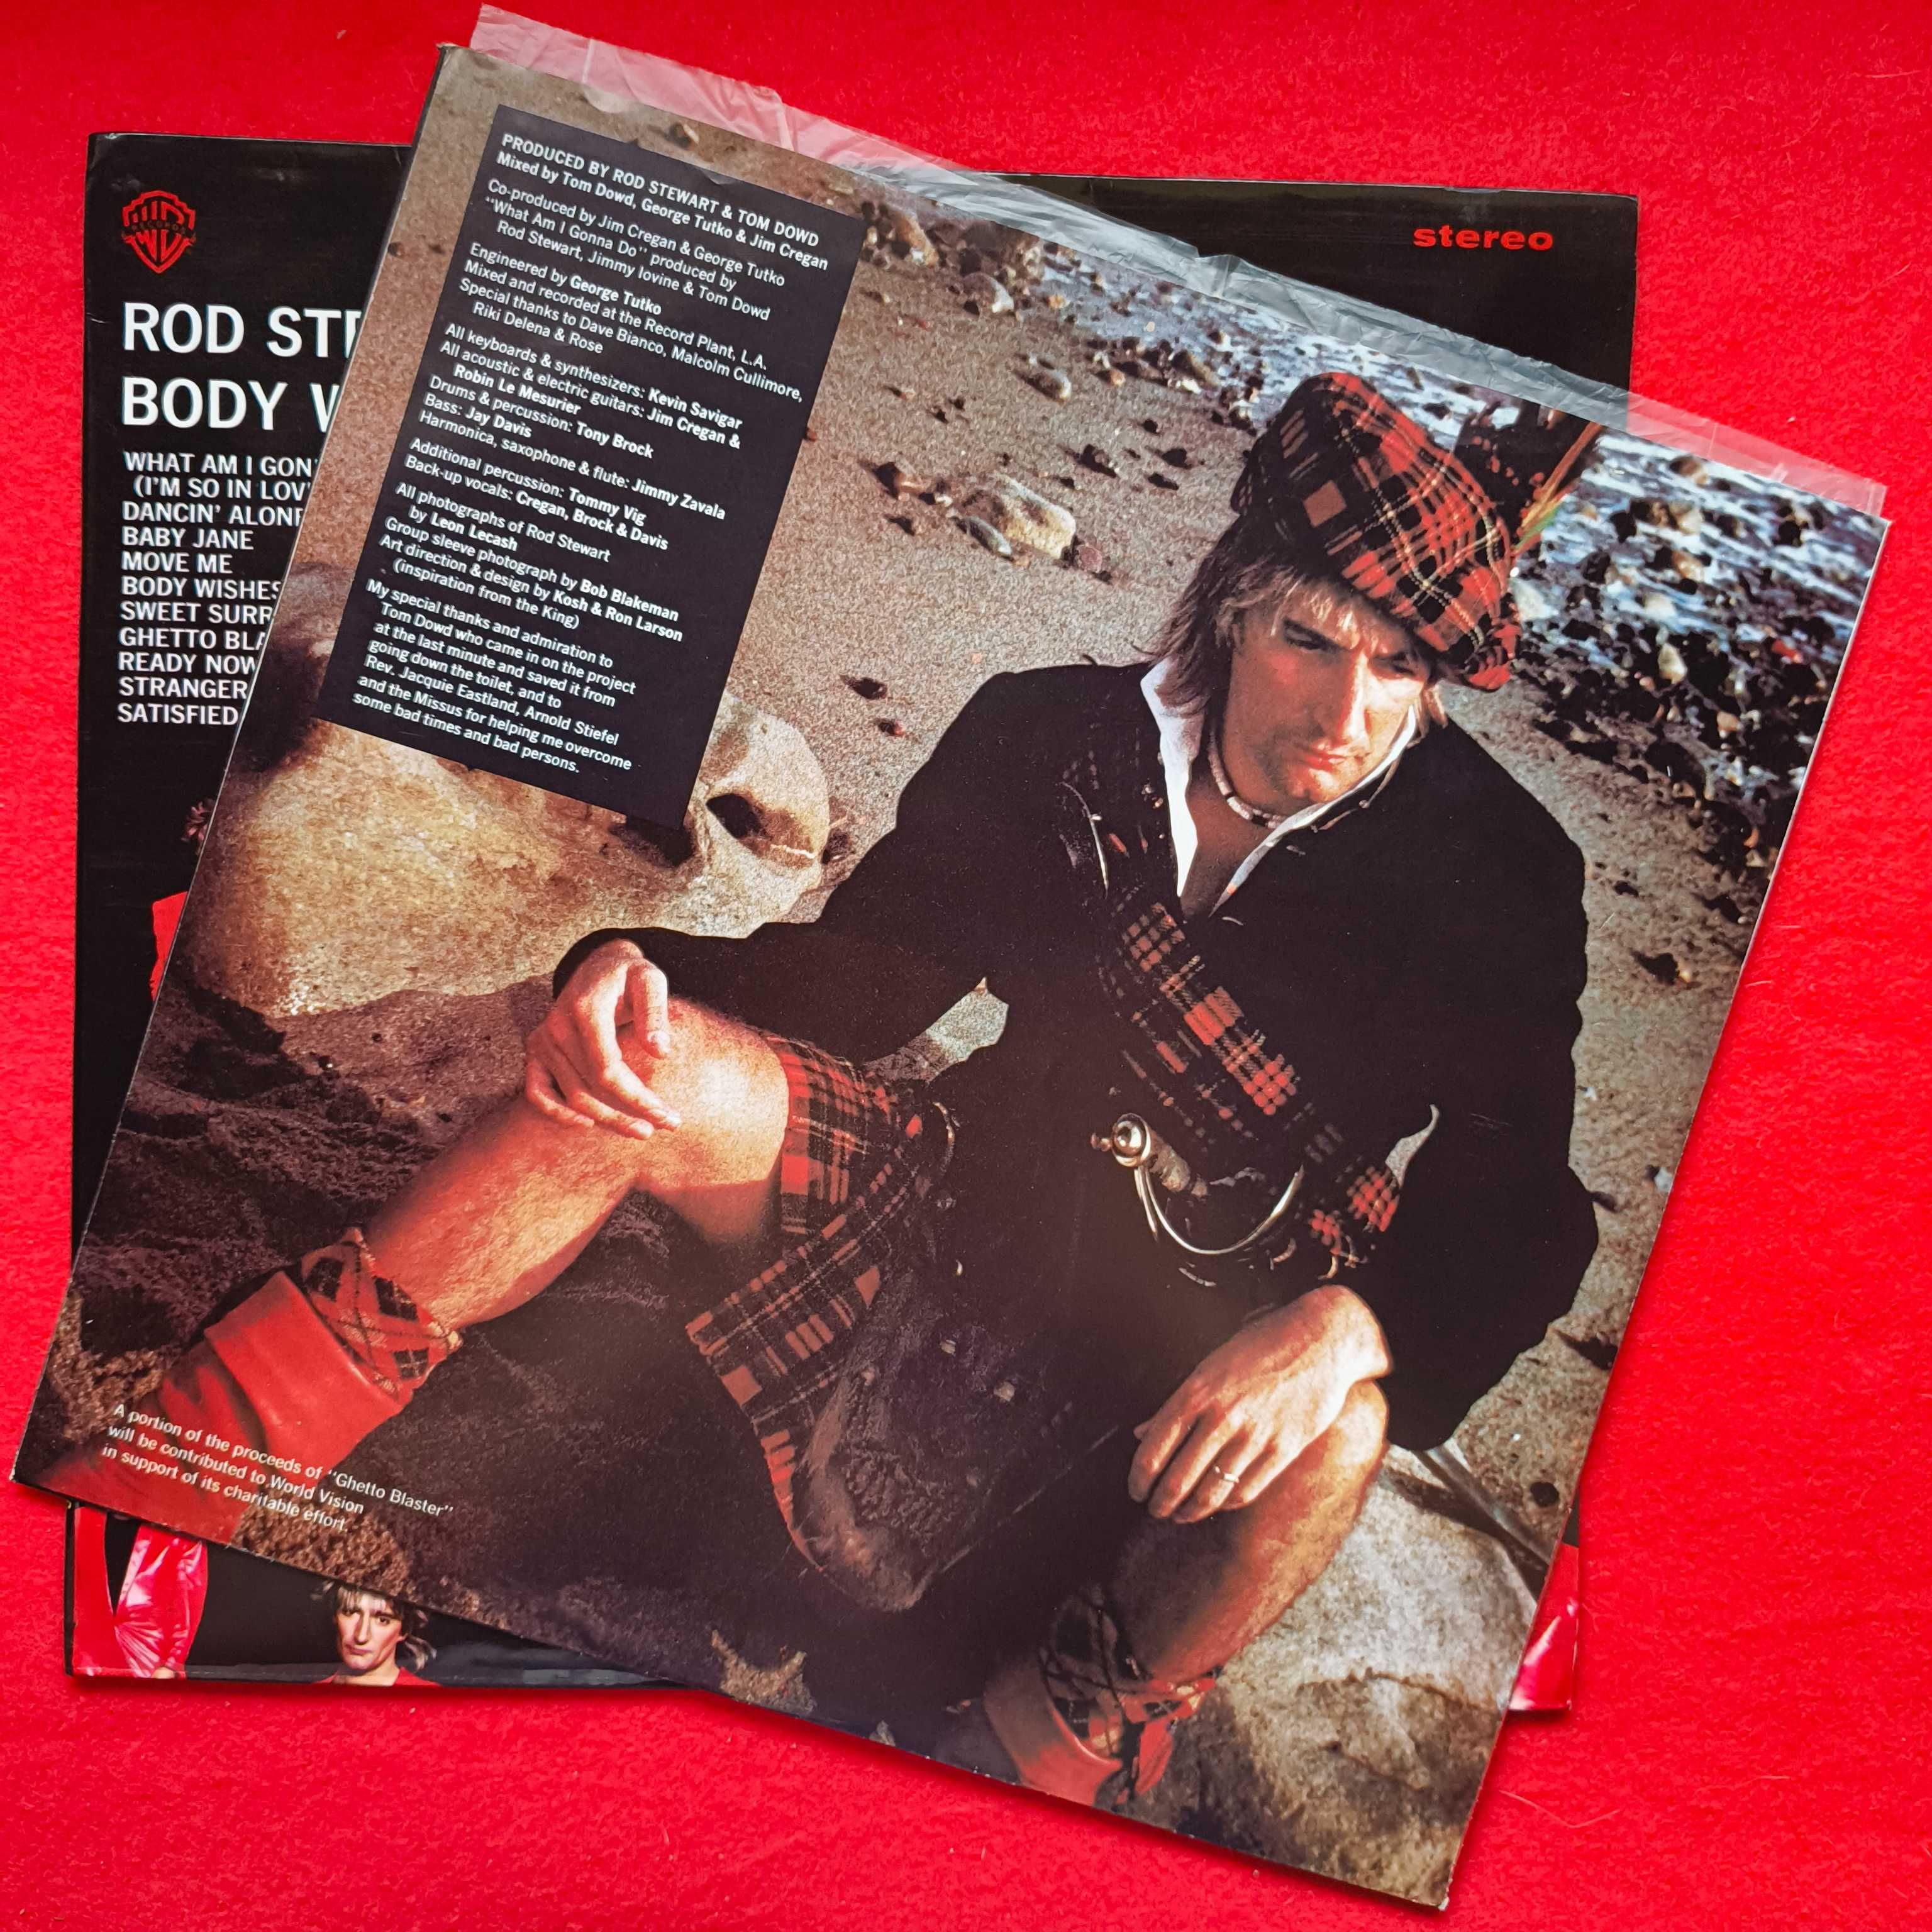 RECORDS
stereo
ROD
BODY
WHAT AM I
(I'M SO IN
DANCIN'
BABY JANE
MOVE ME
BODY WISHES
SWEET
GHETTO
READY NOW
STRANGER
SATISFIED
PRODUCED BY ROD STEWART & TOM DOWD
Mixed by Tom Dowd, George Tutko & Jim Cregan
Co-produced by Jim Cregan & George Tutko
"What Am I Gonna Do" produced by
Rod Stewart, Jimmy Iovine & Tom Dowd
Engineered by George Tutko
Mixed and recorded at the Record Plant, L.A.
Special thanks to Dave Bianco, Malcolm Cullimore,
Riki Delena & Rose
All keyboards & synthesizers: Kevin Savigar
All acoustic & electric guitars: Jim Cregan &
Robin Le Mesurier
Drums & percussion: Tony Brock
Bass: Jay Davis
Harmonica, saxophone & flute: Jimmy Zavala
Additional percussion: Tommy Vig
Back-up vocals: Cregan, Brock & Davis
All photographs of Rod Stewart
by Leon Lecash
Group sleeve photograph by Bob Blakeman
Art direction & design by Kosh & Ron Larson
(inspiration from the King)
My special thanks and admiration to
Tom Dowd who came in on the project
at the last minute and saved it from
going down the toilet, and to
Rev. Jacquie Eastland, Arnold Stiefel
and the Missus for helping me overcome
some bad times and bad persons.
A portion of the proceeds of "Ghetto Blaster"
will be contributed to World Vision
in support of its charitable effort.